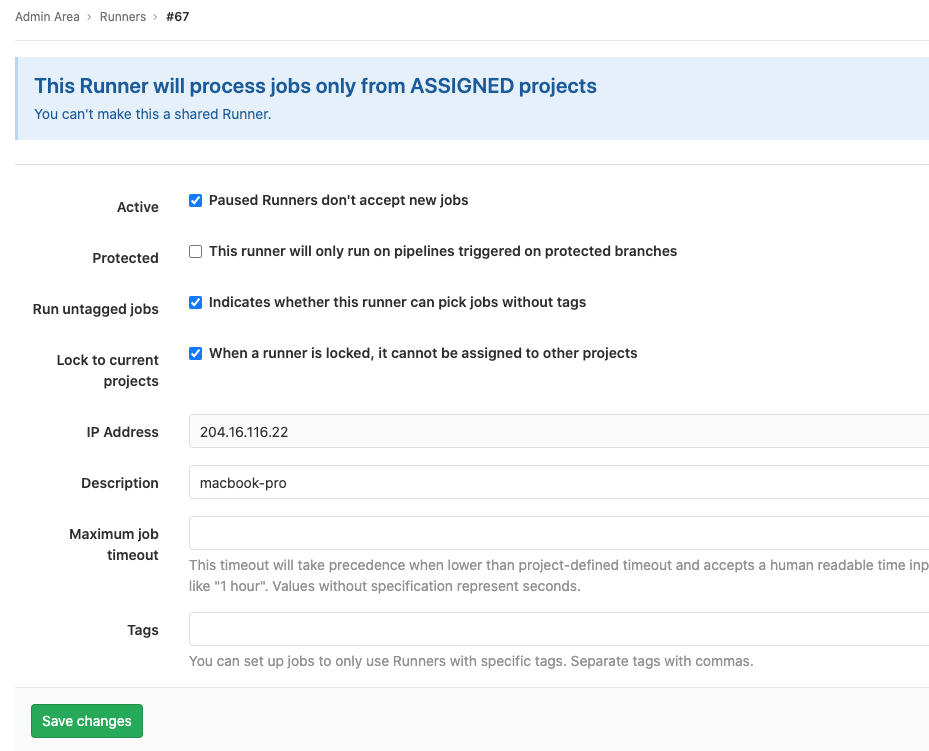 Admin Area › Runners › #67
This Runner will process jobs only from ASSIGNED projects
You can't make this a shared Runner.
Active
Paused Runners don't accept new jobs
Protected
This runner will only run on pipelines triggered on protected branches
Run untagged jobs
Indicates whether this runner can pick jobs without tags
Lock to current
projects
When a runner is locked, it cannot be assigned to other projects
IP Address
204.16.116.22
Description
macbook-pro
Maximum job
timeout
This timeout will take precedence when lower than project-defined timeout and accepts a human readable time inp
like "1 hour". Values without specification represent seconds.
Tags
You can set up jobs to only use Runners with specific tags. Separate tags with commas.
Save changes